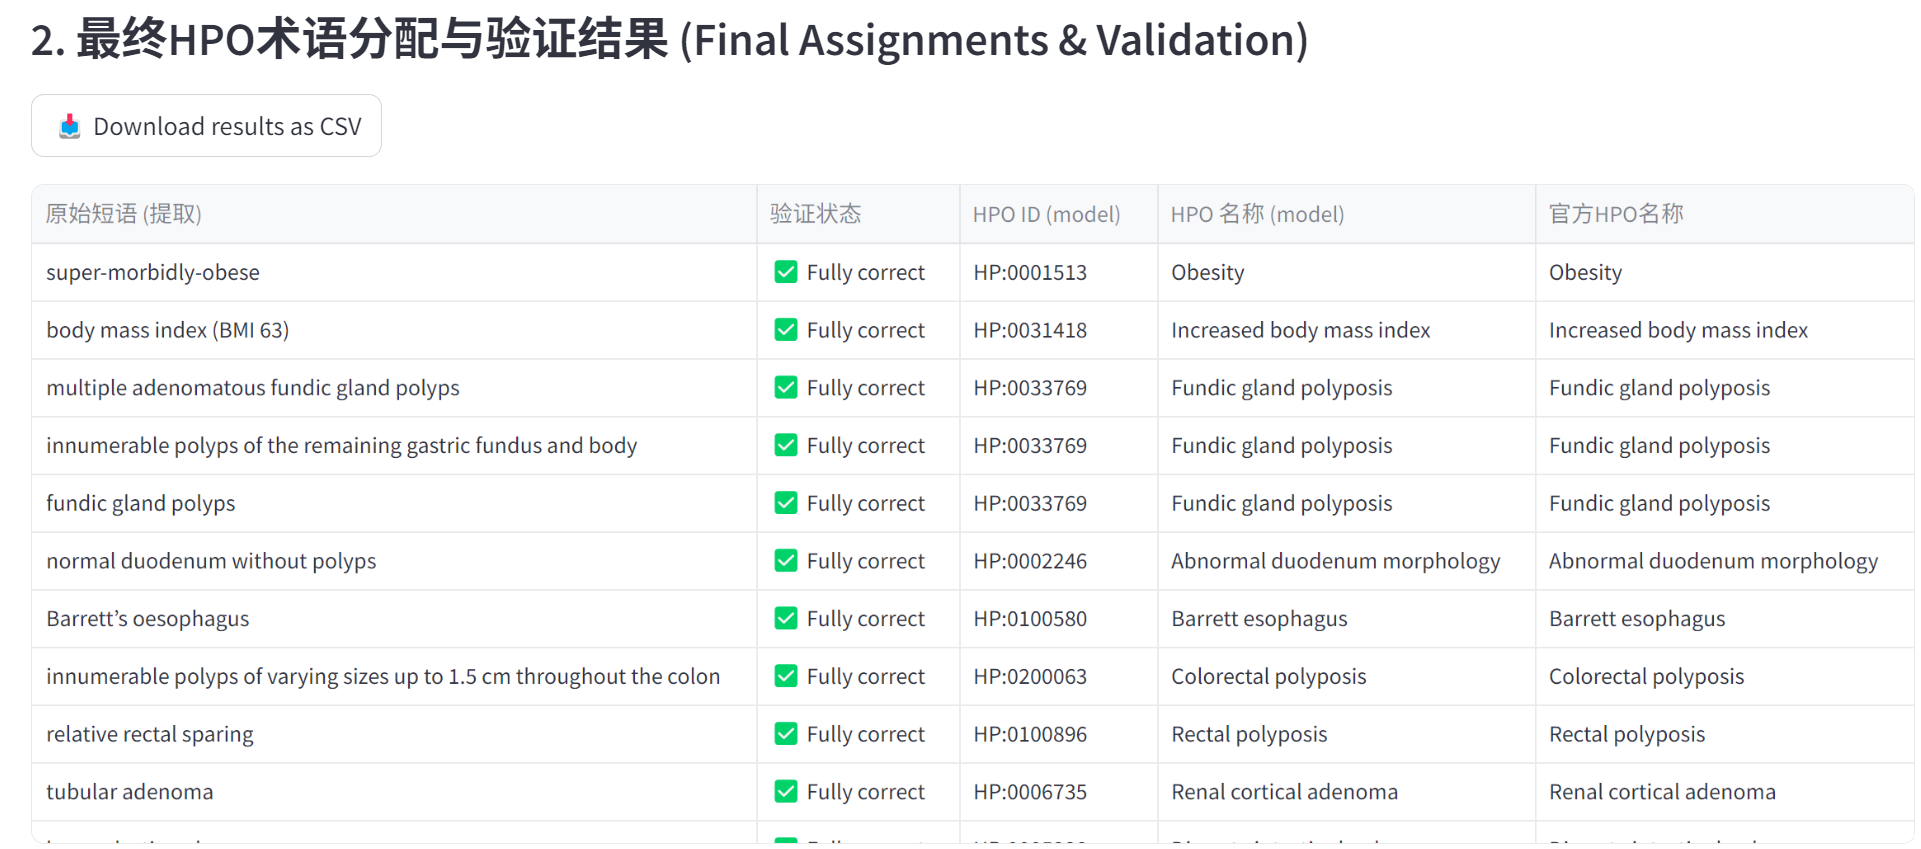 2. 最终HPO术语分配与验证结果 (Final Assignments & Validation)
Download results as CSV
原始短语 (提取) 验证状态 HPO ID (model) HPO 名称 (model) 官方HPO名称
super-morbidly-obese Fully correct HP:0001513 Obesity Obesity
body mass index (BMI 63) Fully correct HP:0031418 Increased body mass index Increased body mass index
multiple adenomatous fundic gland polyps Fully correct HP:0033769 Fundic gland polyposis Fundic gland polyposis
innumerable polyps of the remaining gastric fundus and body Fully correct HP:0033769 Fundic gland polyposis Fundic gland polyposis
fundic gland polyps Fully correct HP:0033769 Fundic gland polyposis Fundic gland polyposis
normal duodenum without polyps Fully correct HP:0002246 Abnormal duodenum morphology Abnormal duodenum morphology
Barrett’s oesophagus Fully correct HP:0100580 Barrett esophagus Barrett esophagus
innumerable polyps of varying sizes up to 1.5 cm throughout the colon Fully correct HP:0200063 Colorectal polyposis Colorectal polyposis
relative rectal sparing Fully correct HP:0100896 Rectal polyposis Rectal polyposis
tubular adenoma Fully correct HP:0006735 Renal cortical adenoma Renal cortical adenoma